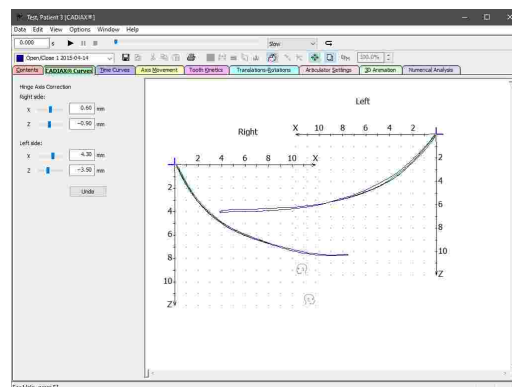 Test, Patient 3 [CADIAX®]
Date Edit View Options Window Help
0.000 s Slow
Open/Close 1 2015-04-14 100.0%
Contents CADIAX® Curves Time Curves Axis Movement Tooth Kinetics Translations-Rotations Articulator Settings 3D Animation Numerical Analysis
Hinge Axis Correction
Right side:
X 0.60 mm
Z -0.90 mm
Left side:
X 4.30 mm
Z -3.50 mm
Undo
Left
Right
X 10 8 6 4 2
2 4 6 8 10 X
2
4
6
8
10
Z
2
4
6
8
10
Z